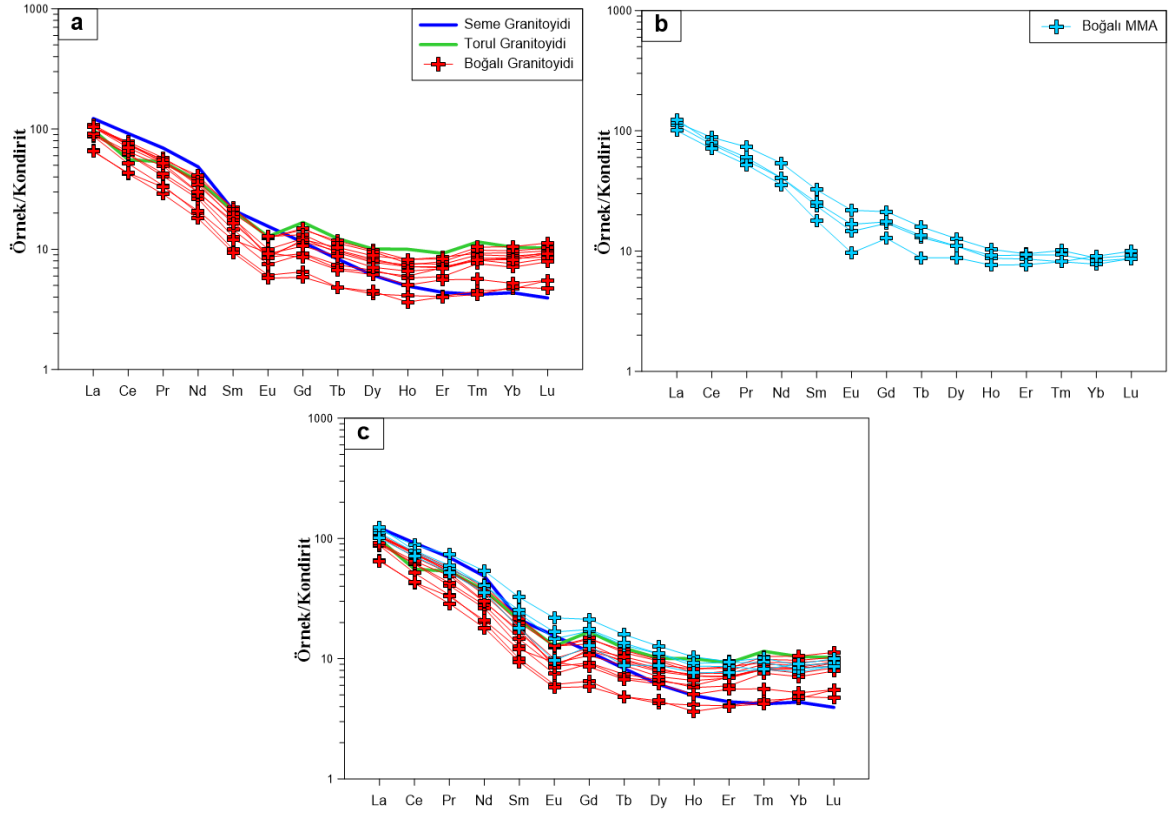 a
Seme Granitoyidi
Torul Granitoyidi
Boğalı Granitoyidi
1000
100
10
1
Örnek/Kondirit
La Ce Pr Nd Sm Eu Gd Tb Dy Ho Er Tm Yb Lu
b
Boğalı MMA
1000
100
10
1
Örnek/Kondirit
La Ce Pr Nd Sm Eu Gd Tb Dy Ho Er Tm Yb Lu
c
1000
100
10
1
Örnek/Kondirit
La Ce Pr Nd Sm Eu Gd Tb Dy Ho Er Tm Yb Lu